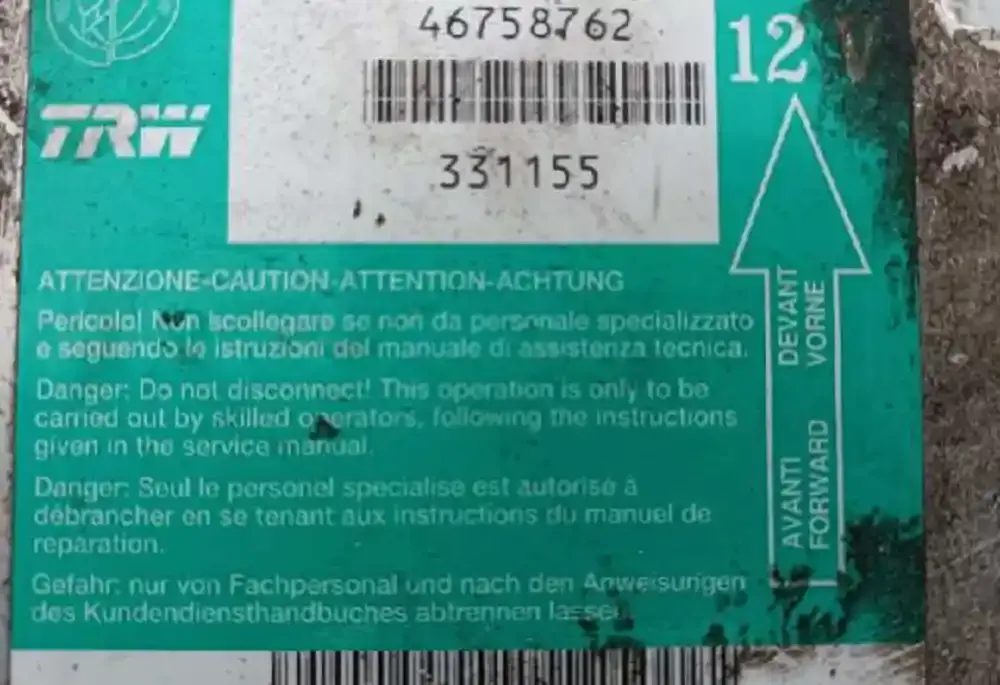 46758762
12
TRW
331155
ATTENZIONE-CAUTION-ATTENTION-ACHTUNG
Pericolo! Non scollegare se non da personale specializzato
e seguendo le istruzioni del manuale di assistenza tecnica.
Danger: Do not disconnect! This operation is only to be
carried out by skilled operators, following the instructions
given in the service manual.
Danger: Seul le personel specialise est autorisé à
débrancher en se tenant aux instructions du manuel de
reparation.
Gefahr: nur von Fachpersonal und nach den Anweisungen
des Kundendiensthandbuches abtrennen lassen
AVANTI DEVANT
FORWARD VORNE